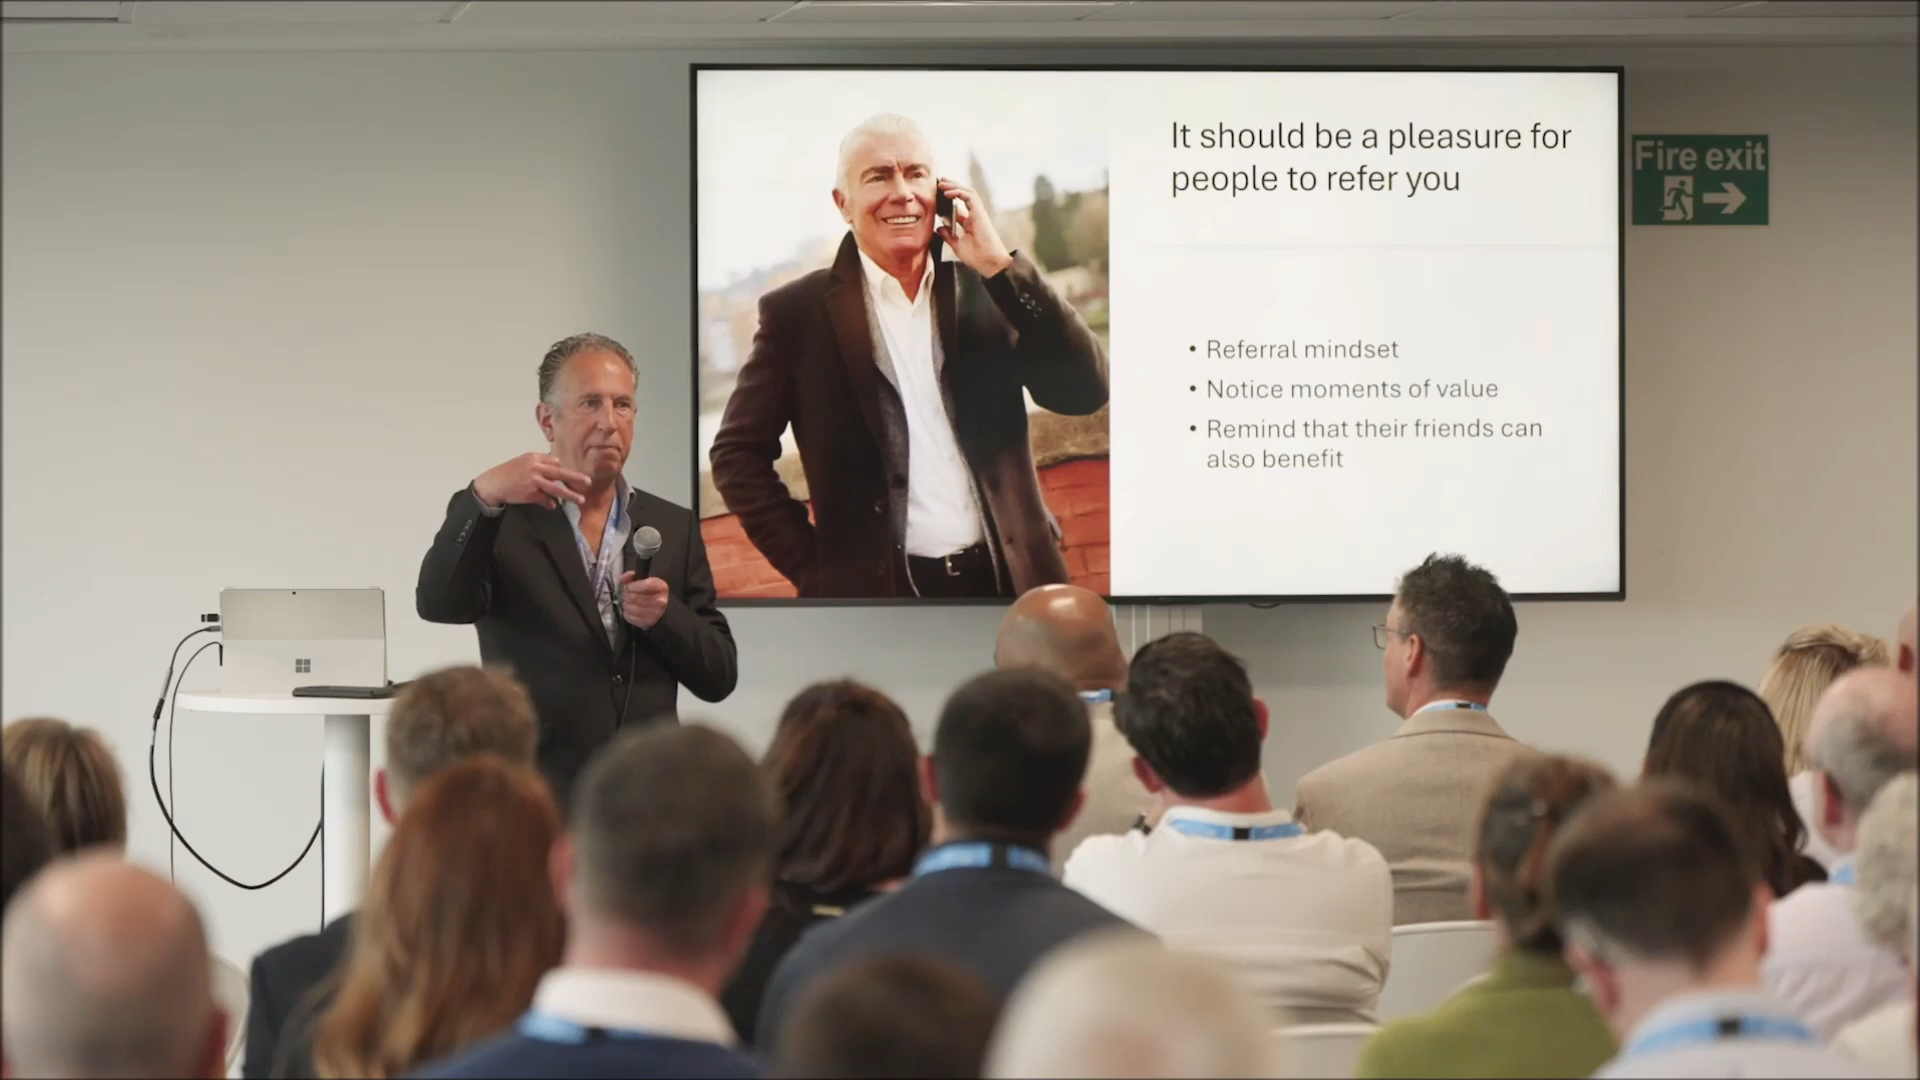 It should be a pleasure for
people to refer you
• Referral mindset
• Notice moments of value
• Remind that their friends can
also benefit
Fire exit